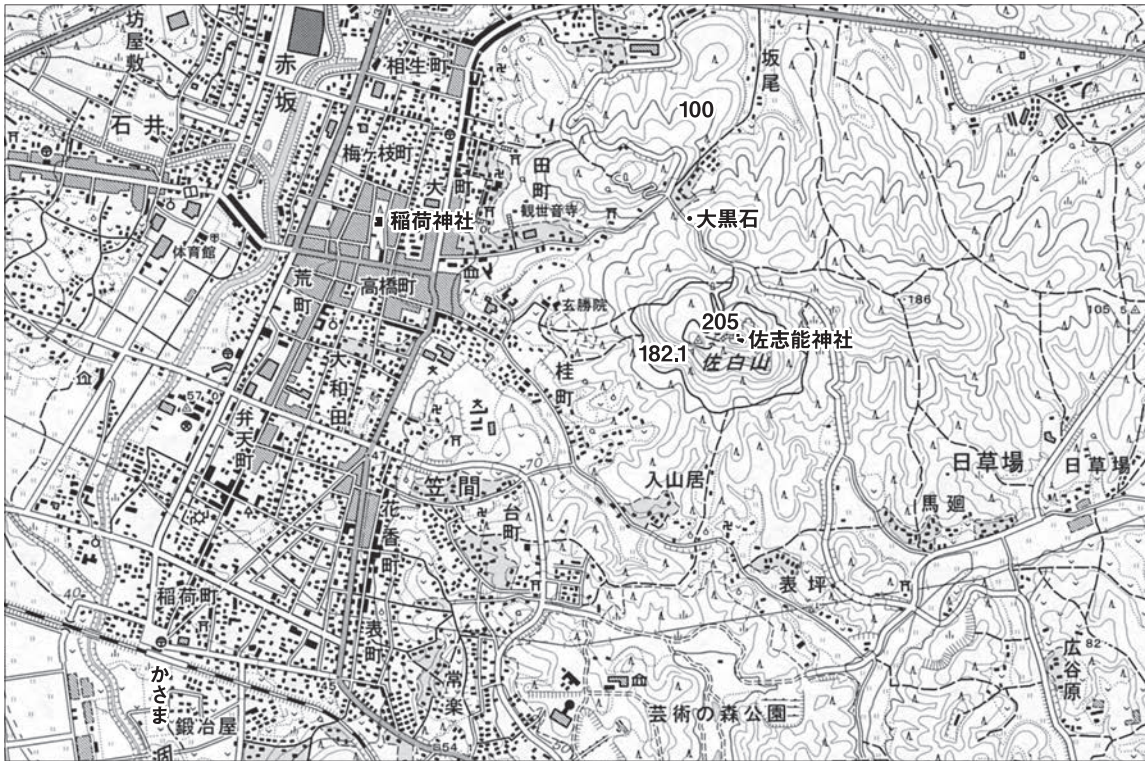 坊屋敷
赤坂
相生町
坂尾
100
石井
梅ヶ枝町
大町
田町
稲荷神社
観世音寺
大黒石
体育館
荒町
高橋町
玄勝院
186
105.5
205
佐志能神社
182.1
佐白山
大和田
桂町
57.0
弁天町
70
日草場
日草場
笠間
入山居
馬廻
花香町
台町
表坪
40
稲荷町
表町
広谷原
82
かさま
45
常楽
芸術の森公園
鍛冶屋
54
50